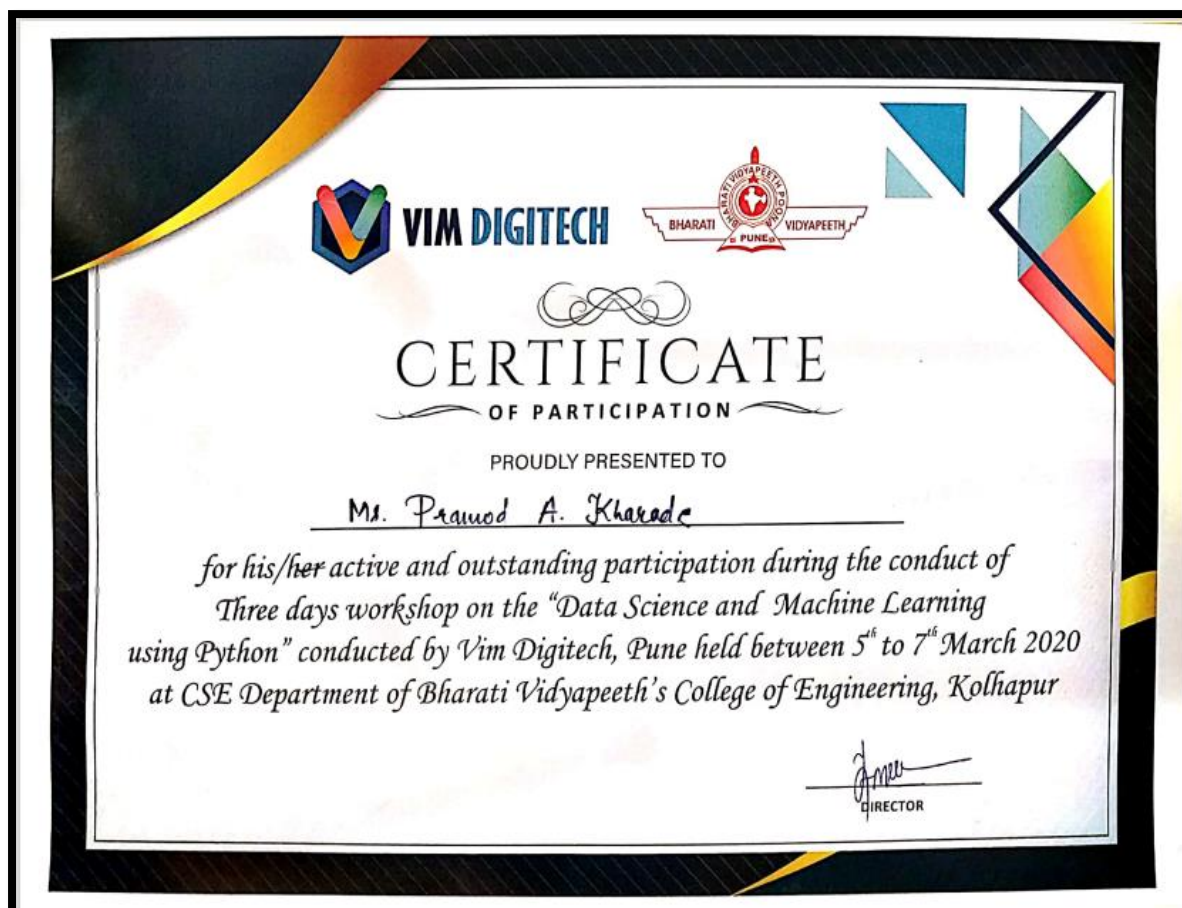 VIM DIGITECH
BHARATI VIDYAPEETH POONA
BHARATI VIDYAPEETH
PUNE
CERTIFICATE
OF PARTICIPATION
PROUDLY PRESENTED TO
Mr. Pramod A. Kharade
for his/her active and outstanding participation during the conduct of
Three days workshop on the “Data Science and Machine Learning
using Python” conducted by Vim Digitech, Pune held between 5th to 7th March 2020
at CSE Department of Bharati Vidyapeeth's College of Engineering, Kolhapur
DIRECTOR